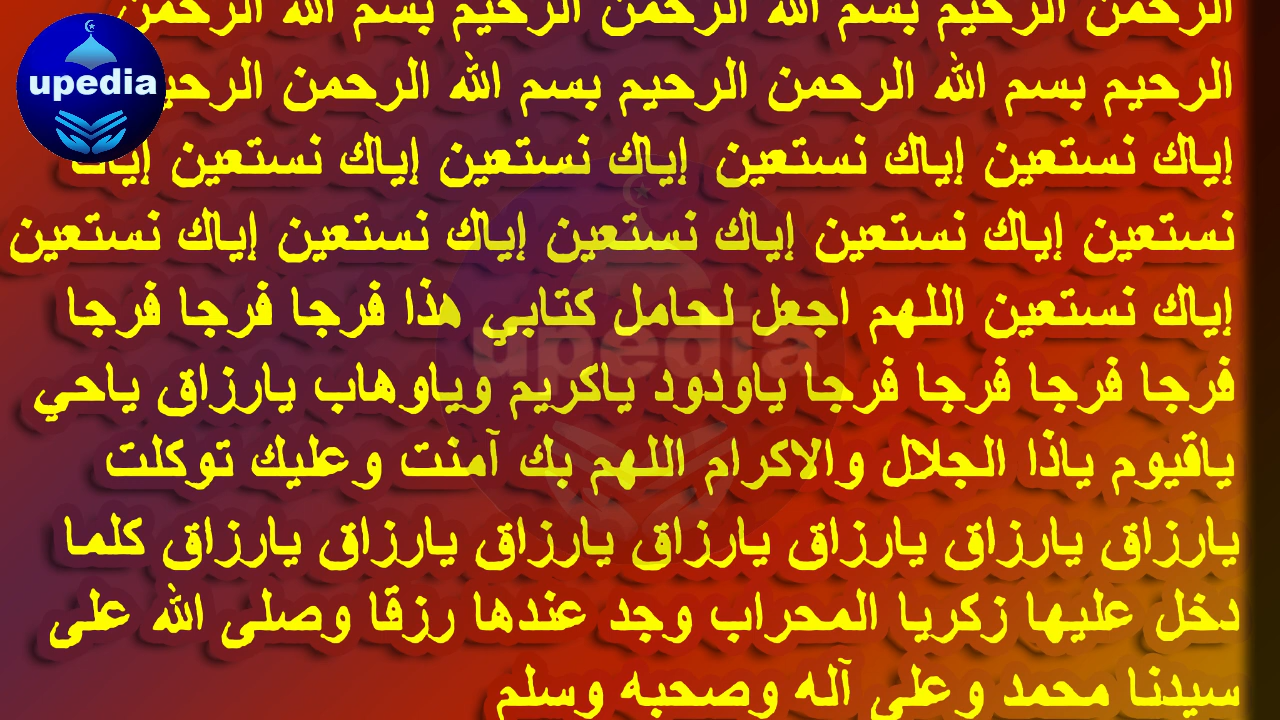 الرحمن الرحيم بسم الله الرحمن الرحيم بسم الله الرحمن
الرحيم بسم الله الرحمن الرحيم بسم الله الرحمن الرحيم
إياك نستعين إياك نستعين إياك نستعين إياك نستعين إياك
نستعين إياك نستعين إياك نستعين إياك نستعين إياك نستعين
إياك نستعين اللهم اجعل لحامل كتابي هذا فرجا فرجا فرجا
فرجا فرجا فرجا فرجا ياودود ياكريم وياوهاب يارزاق ياحي
ياقيوم ياذا الجلال والاكرام اللهم بك آمنت وعليك توكلت
يارزاق يارزاق يارزاق يارزاق يارزاق يارزاق يارزاق كلما
دخل عليها زكريا المحراب وجد عندها رزقا وصلى الله على
سيدنا محمد وعلى آله وصحبه وسلم
upedia
upedia